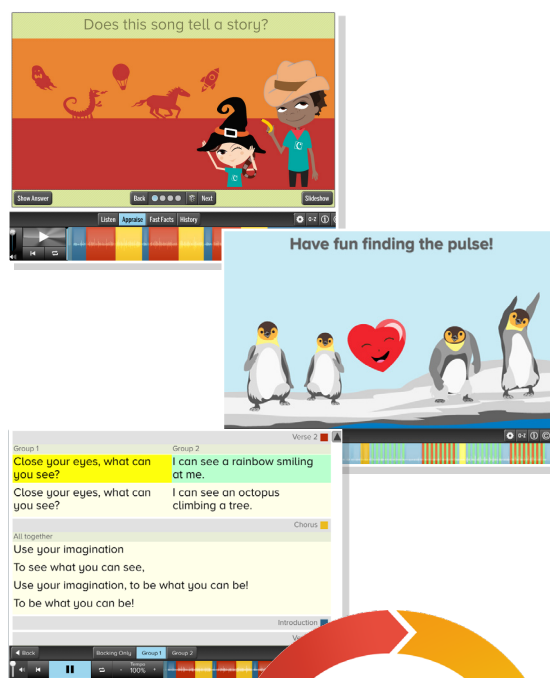 Does this song tell a story?
Show Answer
Back
Next
Slideshow
Listen
Appraise
Fast Facts
History
0-Z
Have fun finding the pulse!
0-Z
Verse 2
Group 1
Group 2
Close your eyes, what can
you see?
I can see a rainbow smiling
at me.
Close your eyes, what can
you see?
I can see an octopus
climbing a tree.
Chorus
All together
Use your imagination
To see what you can see,
Use your imagination, to be what you can be!
To be what you can be!
Introduction
Back
Backing Only
Group 1
Group 2
Tempo
- 100% +